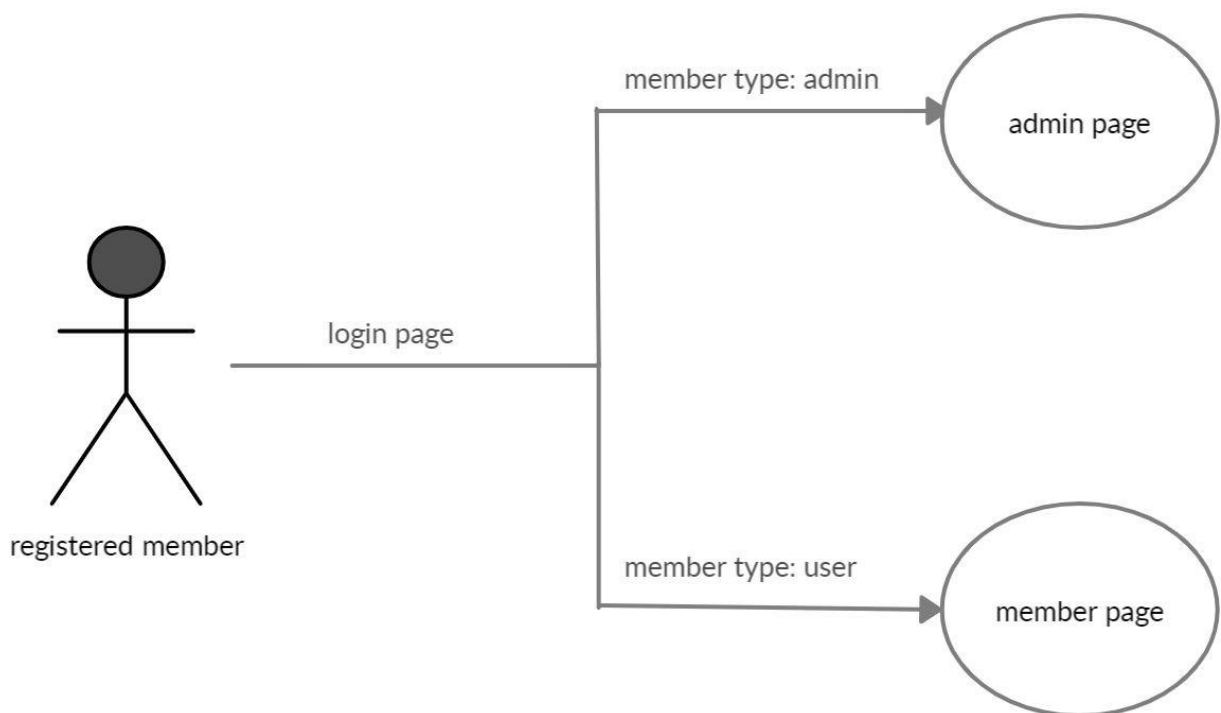 member type: admin
admin page
login page
registered member
member type: user
member page